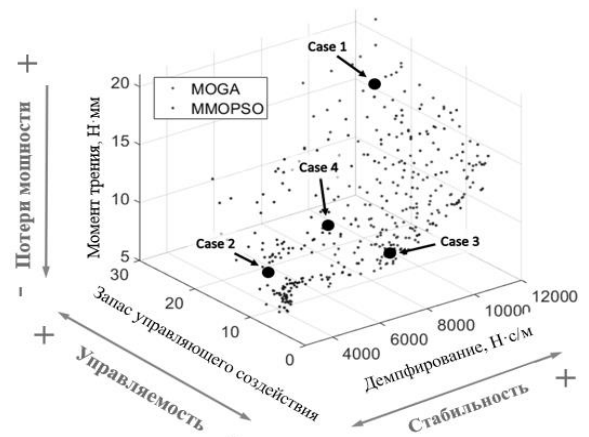 Case 1
MOGA
MMOPSO
Case 4
Case 2
Case 3
+
Потери мощности
-
Момент трения, Н·мм
20
15
10
5
30
20
10
0
Запас управляющего создействия
+
Управляемость
4000
6000
8000
10000
12000
Демпфирование, Н·с/м
Стабильность
+